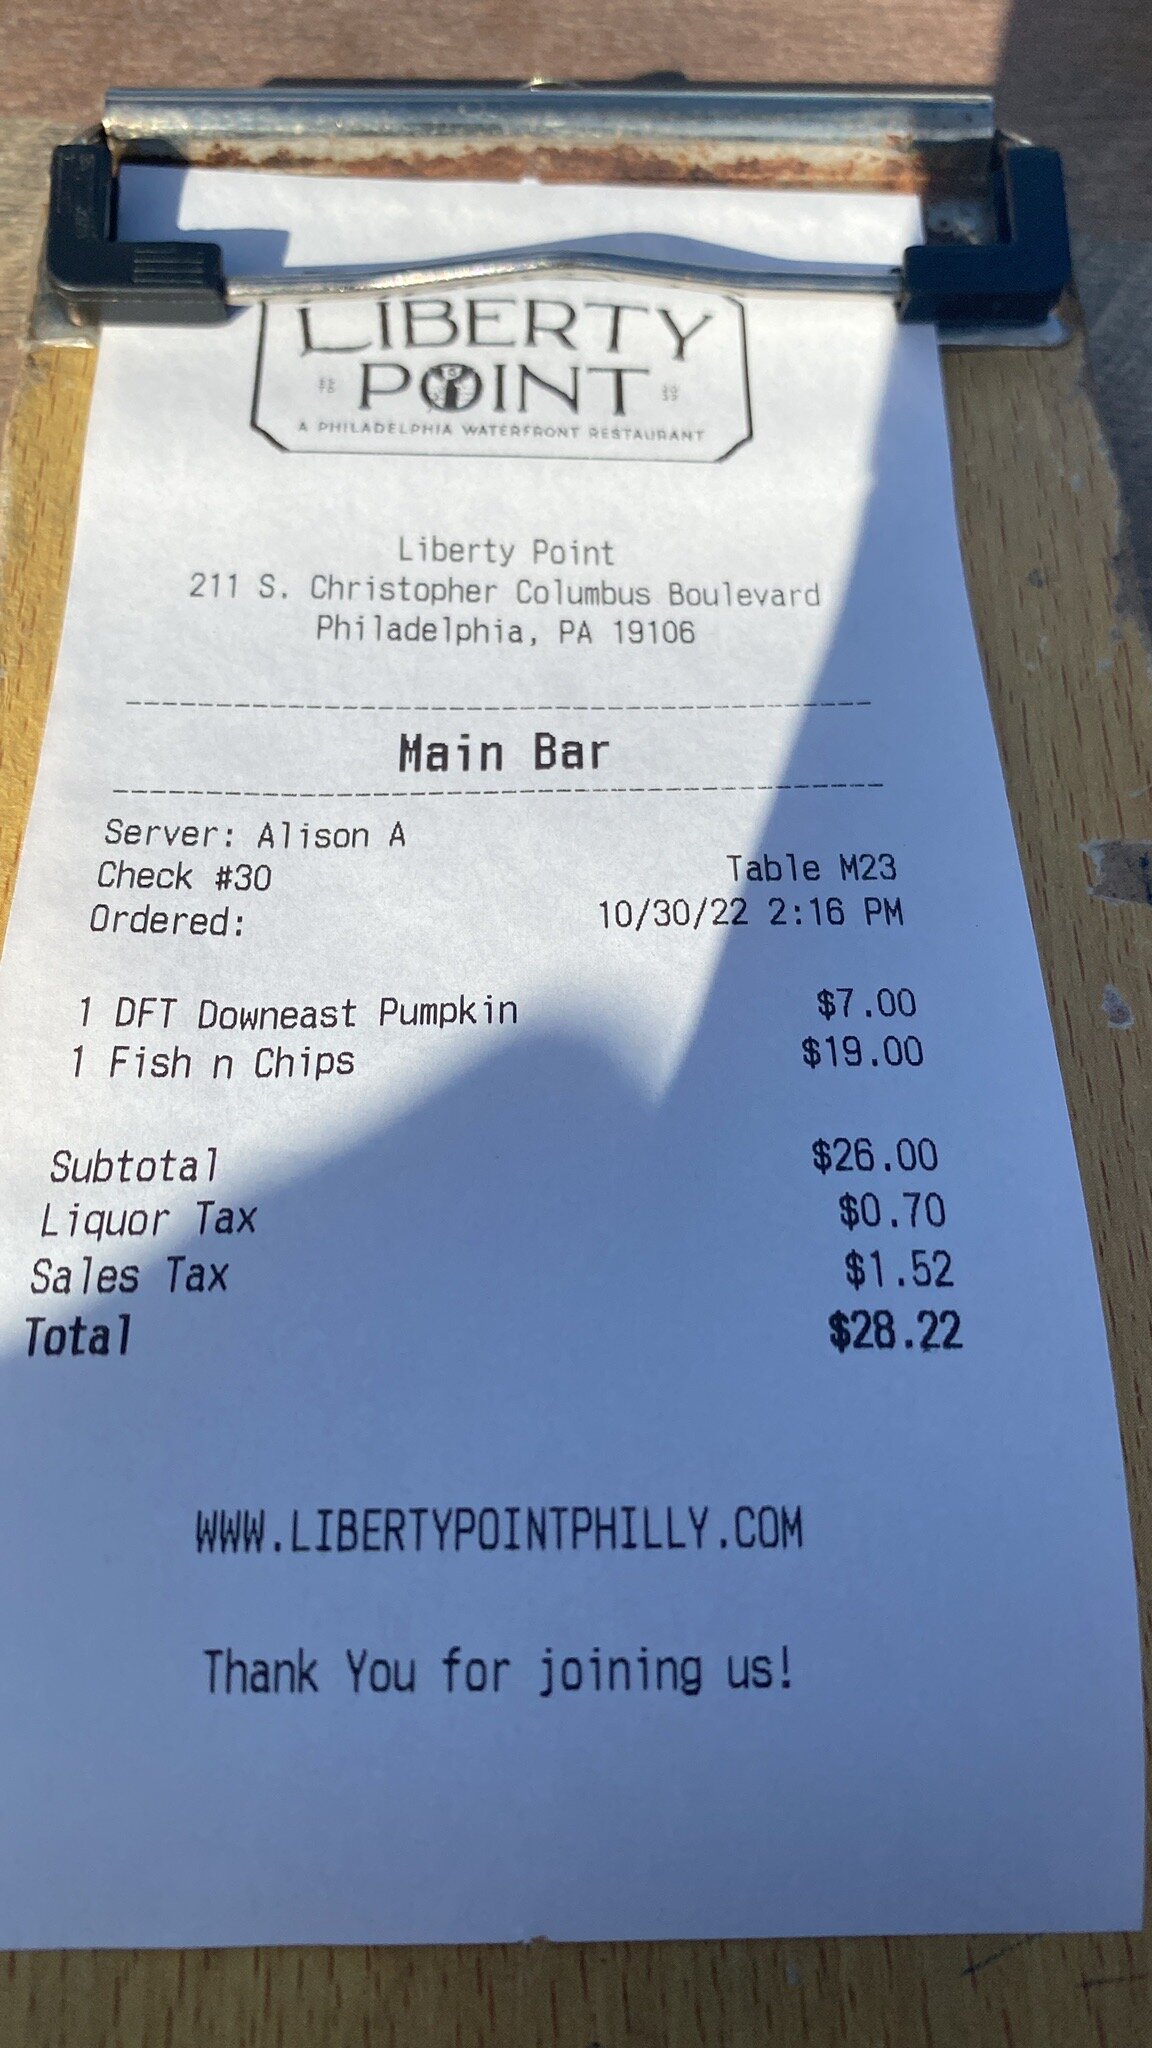 LIBERTY
POINT
A PHILADELPHIA WATERFRONT RESTAURANT
Liberty Point
211 S. Christopher Columbus Boulevard
Philadelphia, PA 19106
Main Bar
Server: Alison A
Check #30 Table M23
Ordered: 10/30/22 2:16 PM
1 DFT Downeast Pumpkin $7.00
1 Fish n Chips $19.00
Subtotal $26.00
Liquor Tax $0.70
Sales Tax $1.52
Total $28.22
WWW.LIBERTYPOINTPHILLY.COM
Thank You for joining us!